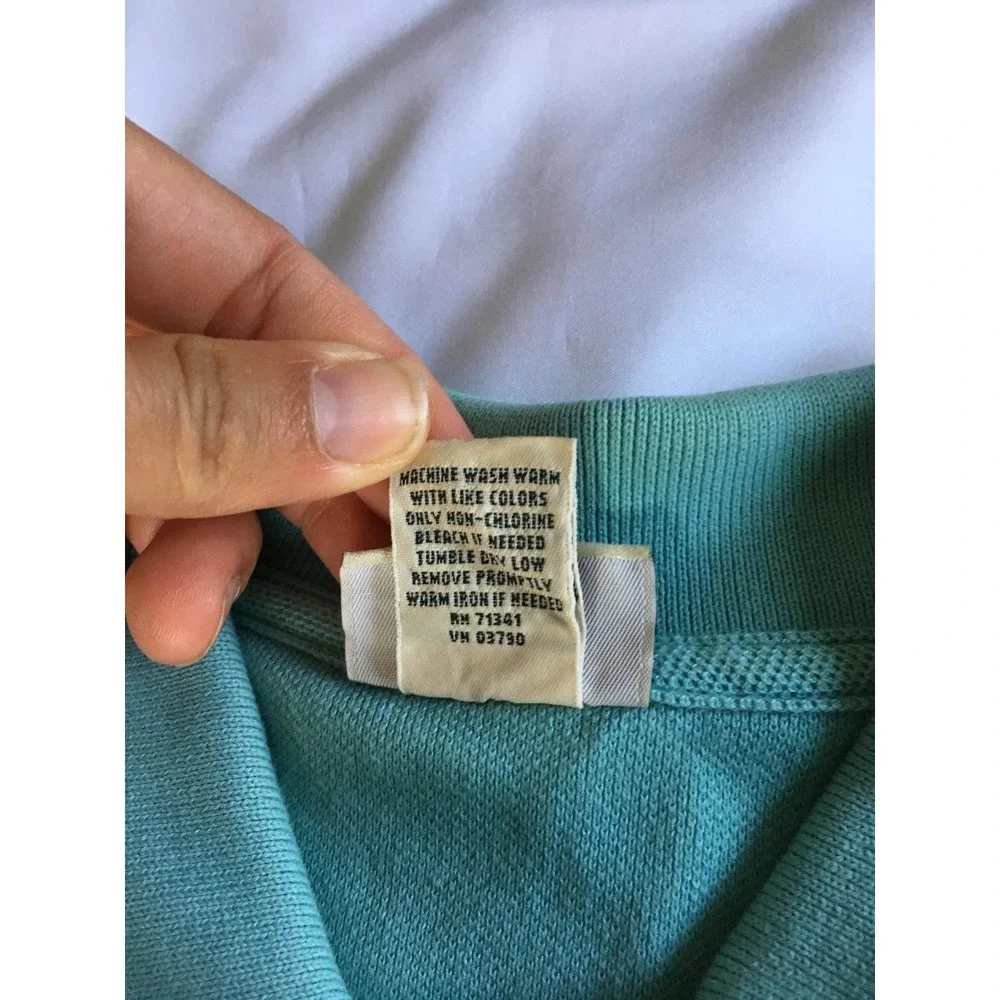 MACHINE WASH WARM
WITH LIKE COLORS
ONLY NON-CHLORINE
BLEACH IF NEEDED
TUMBLE DRY LOW
REMOVE PROMPTLY
WARM IRON IF NEEDED
RN 71341
VN 03790